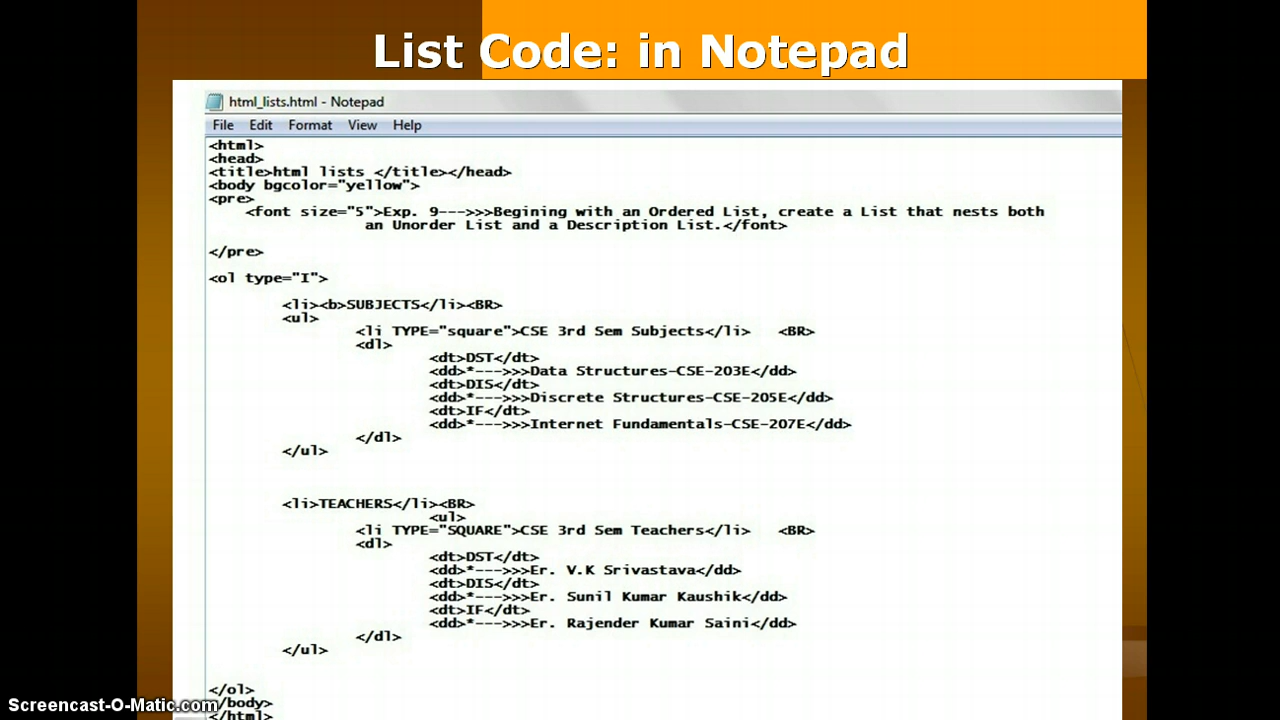 List Code: in Notepad
html_lists.html - Notepad
File Edit Format View Help
<html>
<head>
<title>html lists </title></head>
<body bgcolor="yellow">
<pre>
<font size="5">Exp. 9--->>>Begining with an Ordered List, create a List that nests both
an Unorder List and a Description List.</font>
</pre>
<ol type="I">
<li><b>SUBJECTS</li><BR>
<ul>
<li TYPE="square">CSE 3rd Sem Subjects</li> <BR>
<dl>
<dt>DST</dt>
<dd>*--->>>Data Structures-CSE-203E</dd>
<dt>DIS</dt>
<dd>*--->>>Discrete Structures-CSE-205E</dd>
<dt>IF</dt>
<dd>*--->>>Internet Fundamentals-CSE-207E</dd>
</dl>
</ul>
<li>TEACHERS</li><BR>
<ul>
<li TYPE="SQUARE">CSE 3rd Sem Teachers</li> <BR>
<dl>
<dt>DST</dt>
<dd>*--->>>Er. V.K Srivastava</dd>
<dt>DIS</dt>
<dd>*--->>>Er. Sunil Kumar Kaushik</dd>
<dt>IF</dt>
<dd>*--->>>Er. Rajender Kumar Saini</dd>
</dl>
</ul>
</ol>
</body>
</html>
Screencast-O-Matic.com